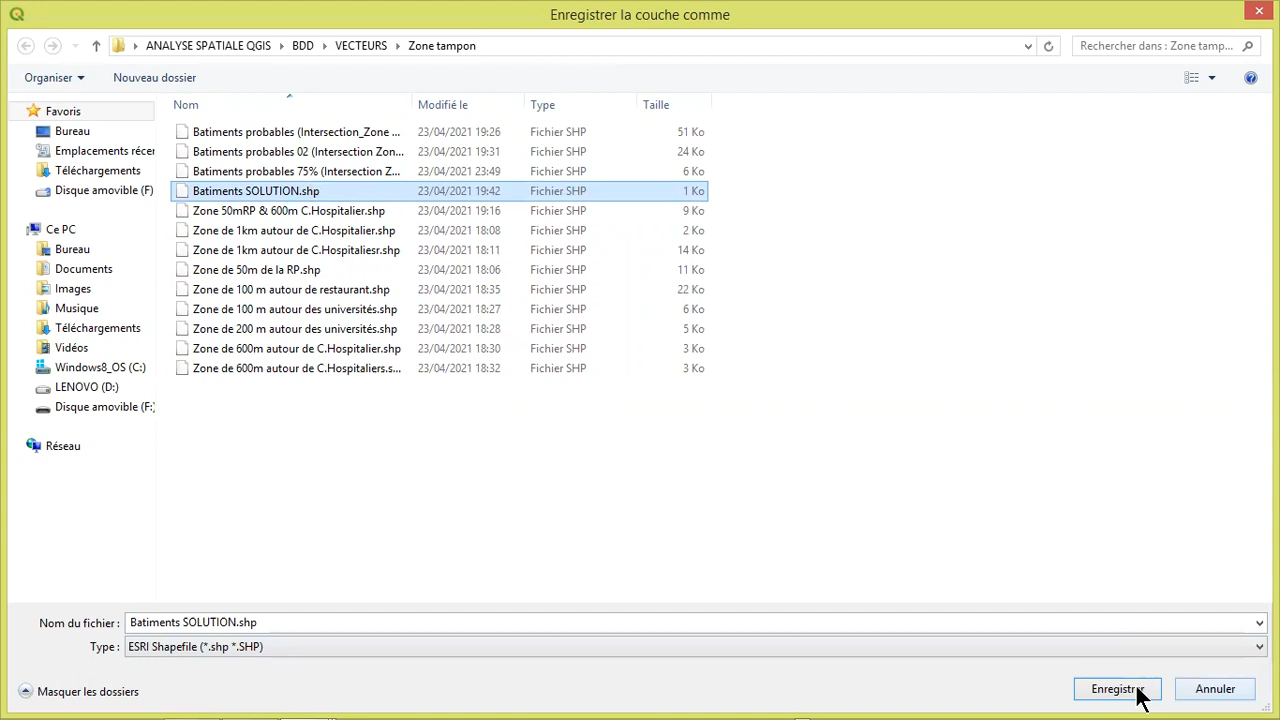 Enregistrer la couche comme
ANALYSE SPATIALE QGIS BDD VECTEURS Zone tampon
Rechercher dans : Zone tamp...
Organiser Nouveau dossier
Favoris
Bureau
Emplacements récer
Téléchargements
Disque amovible (F)
Ce PC
Bureau
Documents
Images
Musique
Téléchargements
Vidéos
Windows8_OS (C:)
LENOVO (D:)
Disque amovible (F:)
Réseau
Nom Modifié le Type Taille
Batiments probables (Intersection_Zone ... 23/04/2021 19:26 Fichier SHP 51 Ko
Batiments probables 02 (Intersection Zon... 23/04/2021 19:31 Fichier SHP 24 Ko
Batiments probables 75% (Intersection Z... 23/04/2021 23:49 Fichier SHP 6 Ko
Batiments SOLUTION.shp 23/04/2021 19:42 Fichier SHP 1 Ko
Zone 50mRP & 600m C.Hospitalier.shp 23/04/2021 19:16 Fichier SHP 9 Ko
Zone de 1km autour de C.Hospitalier.shp 23/04/2021 18:08 Fichier SHP 2 Ko
Zone de 1km autour de C.Hospitaliesr.shp 23/04/2021 18:11 Fichier SHP 14 Ko
Zone de 50m de la RP.shp 23/04/2021 18:06 Fichier SHP 11 Ko
Zone de 100 m autour de restaurant.shp 23/04/2021 18:35 Fichier SHP 22 Ko
Zone de 100 m autour des universités.shp 23/04/2021 18:27 Fichier SHP 6 Ko
Zone de 200 m autour des universités.shp 23/04/2021 18:28 Fichier SHP 5 Ko
Zone de 600m autour de C.Hospitalier.shp 23/04/2021 18:30 Fichier SHP 3 Ko
Zone de 600m autour de C.Hospitaliers.s... 23/04/2021 18:32 Fichier SHP 3 Ko
Nom du fichier : Batiments SOLUTION.shp
Type : ESRI Shapefile (*.shp *.SHP)
Masquer les dossiers
Enregistrer Annuler